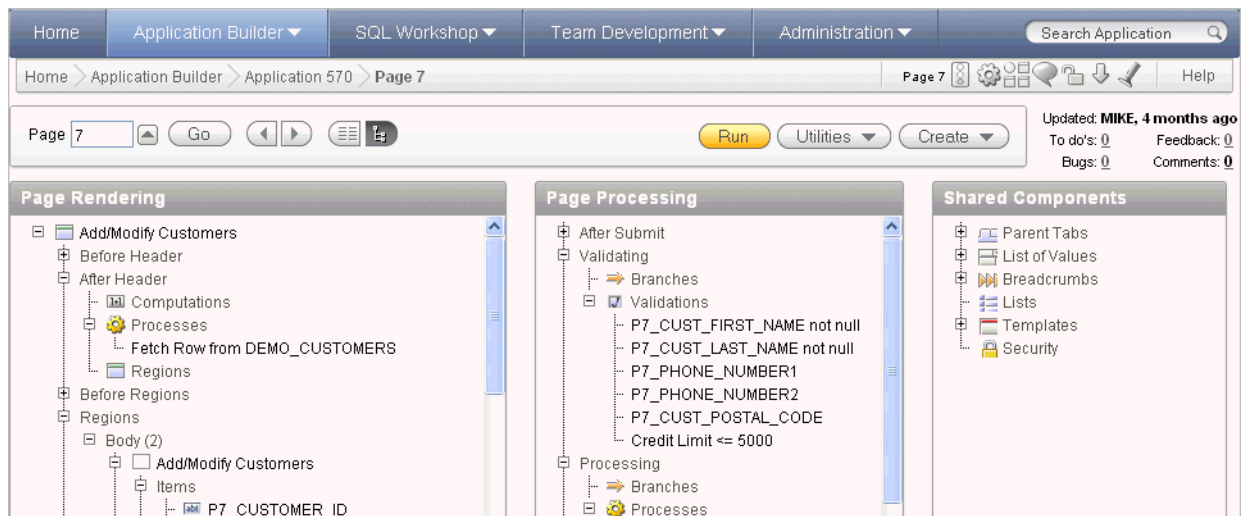 Home Application Builder SQL Workshop Team Development Administration Search Application
Home Application Builder Application 570 Page 7 Page 7 Help
Page 7 Go Run Utilities Create
Updated: MIKE, 4 months ago
To do's: 0 Feedback: 0
Bugs: 0 Comments: 0
Page Rendering
Add/Modify Customers
Before Header
After Header
Computations
Processes
Fetch Row from DEMO_CUSTOMERS
Regions
Before Regions
Regions
Body (2)
Add/Modify Customers
Items
P7_CUSTOMER_ID
Page Processing
After Submit
Validating
Branches
Validations
P7_CUST_FIRST_NAME not null
P7_CUST_LAST_NAME not null
P7_PHONE_NUMBER1
P7_PHONE_NUMBER2
P7_CUST_POSTAL_CODE
Credit Limit <= 5000
Processing
Branches
Processes
Shared Components
Parent Tabs
List of Values
Breadcrumbs
Lists
Templates
Security